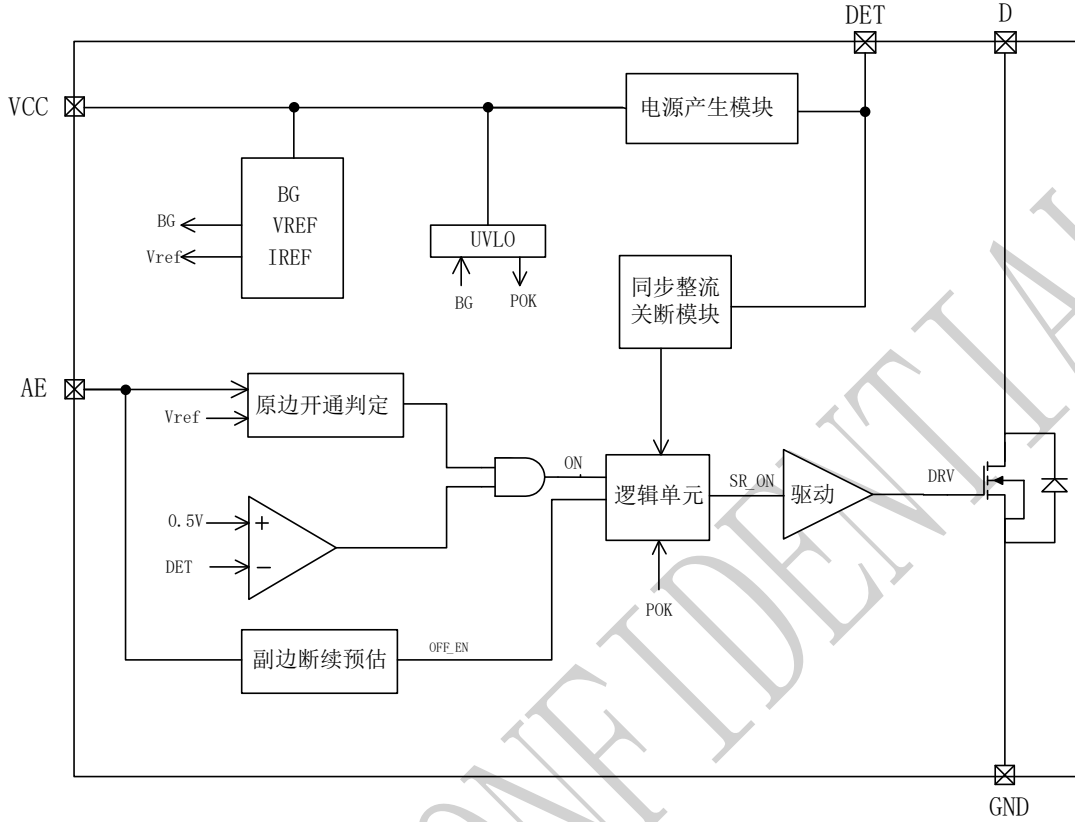 DET
D
VCC
电源产生模块
BG
VREF
IREF
BG
Vref
UVLO
BG
POK
同步整流
关断模块
AE
原边开通判定
Vref
ON
逻辑单元
SR_ON
驱动
DRV
0.5V
+
DET
−
POK
副边断续预估
OFF_EN
GND
CONFIDENTIAL